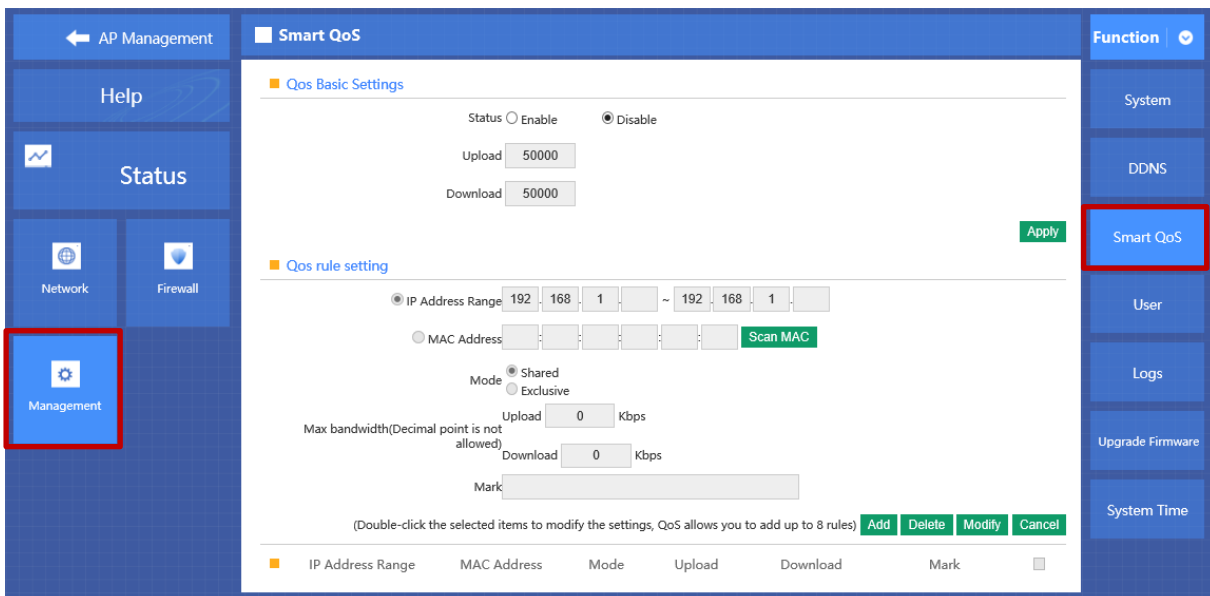 AP Management
Smart QoS
Function
Help
Status
Network
Firewall
Management
Qos Basic Settings
Status Enable Disable
Upload 50000
Download 50000
Apply
Qos rule setting
IP Address Range 192 . 168 . 1 . ~ 192 . 168 . 1 .
MAC Address : : : : : Scan MAC
Mode Shared
Exclusive
Max bandwidth(Decimal point is not
allowed)
Upload 0 Kbps
Download 0 Kbps
Mark
(Double-click the selected items to modify the settings, QoS allows you to add up to 8 rules) Add Delete Modify Cancel
IP Address Range MAC Address Mode Upload Download Mark
System
DDNS
Smart QoS
User
Logs
Upgrade Firmware
System Time